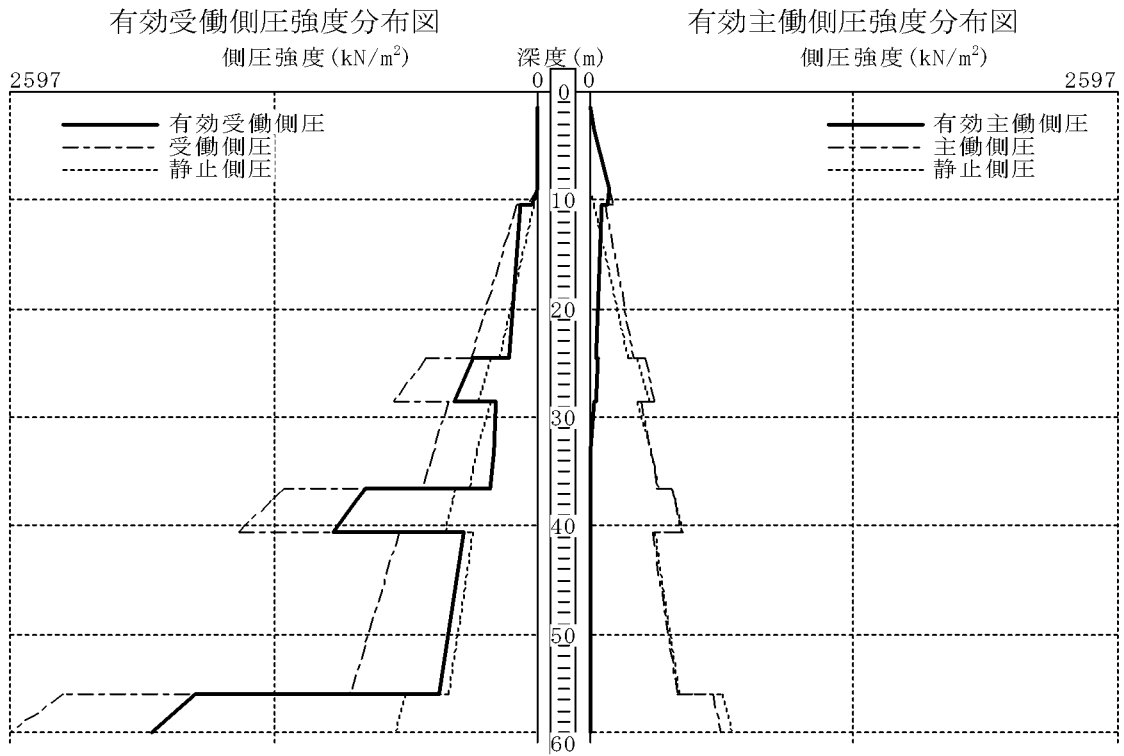 有効受働側圧強度分布図
側圧強度(kN/m²)
2597
0
有効受働側圧
受働側圧
静止側圧
深度(m)
0
10
20
30
40
50
60
有効主働側圧強度分布図
側圧強度(kN/m²)
0
2597
有効主働側圧
主働側圧
静止側圧